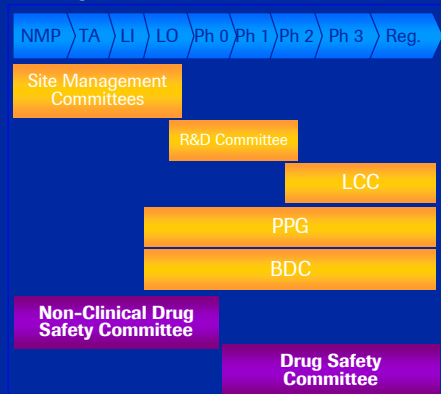 NMP TA LI LO Ph 0 Ph 1 Ph 2 Ph 3 Reg.
Site Management
Committees
R&D Committee
LCC
PPG
BDC
Non-Clinical Drug
Safety Committee
Drug Safety
Committee